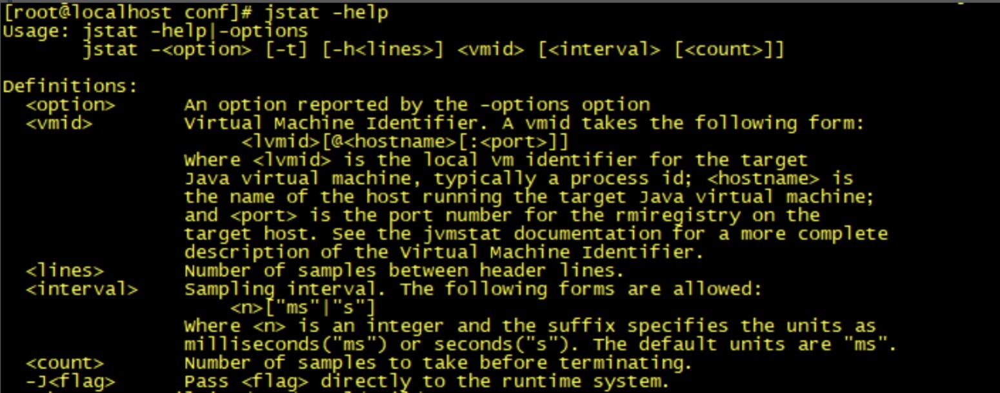 [root@localhost conf]# jstat -help
Usage: jstat -help|-options
       jstat -<option> [-t] [-h<lines>] <vmid> [<interval> [<count>]]

Definitions:
  <option>      An option reported by the -options option
  <vmid>        Virtual Machine Identifier. A vmid takes the following form:
                     <lvmid>[@<hostname>[:<port>]]
                Where <lvmid> is the local vm identifier for the target
                Java virtual machine, typically a process id; <hostname> is
                the name of the host running the target Java virtual machine;
                and <port> is the port number for the rmiregistry on the
                target host. See the jvmstat documentation for a more complete
                description of the Virtual Machine Identifier.
  <lines>       Number of samples between header lines.
  <interval>    Sampling interval. The following forms are allowed:
                    <n>["ms"|"s"]
                Where <n> is an integer and the suffix specifies the units as
                milliseconds("ms") or seconds("s"). The default units are "ms".
  <count>       Number of samples to take before terminating.
  -J<flag>      Pass <flag> directly to the runtime system.